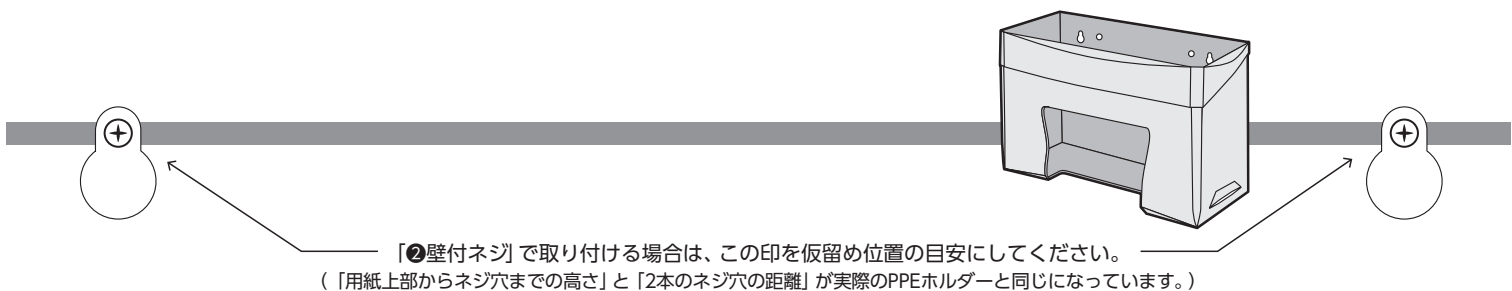 「❷壁付ネジ」で取り付ける場合は、この印を仮留め位置の目安にしてください。
（「用紙上部からネジ穴までの高さ」と「2本のネジ穴の距離」が実際のPPEホルダーと同じになっています。）